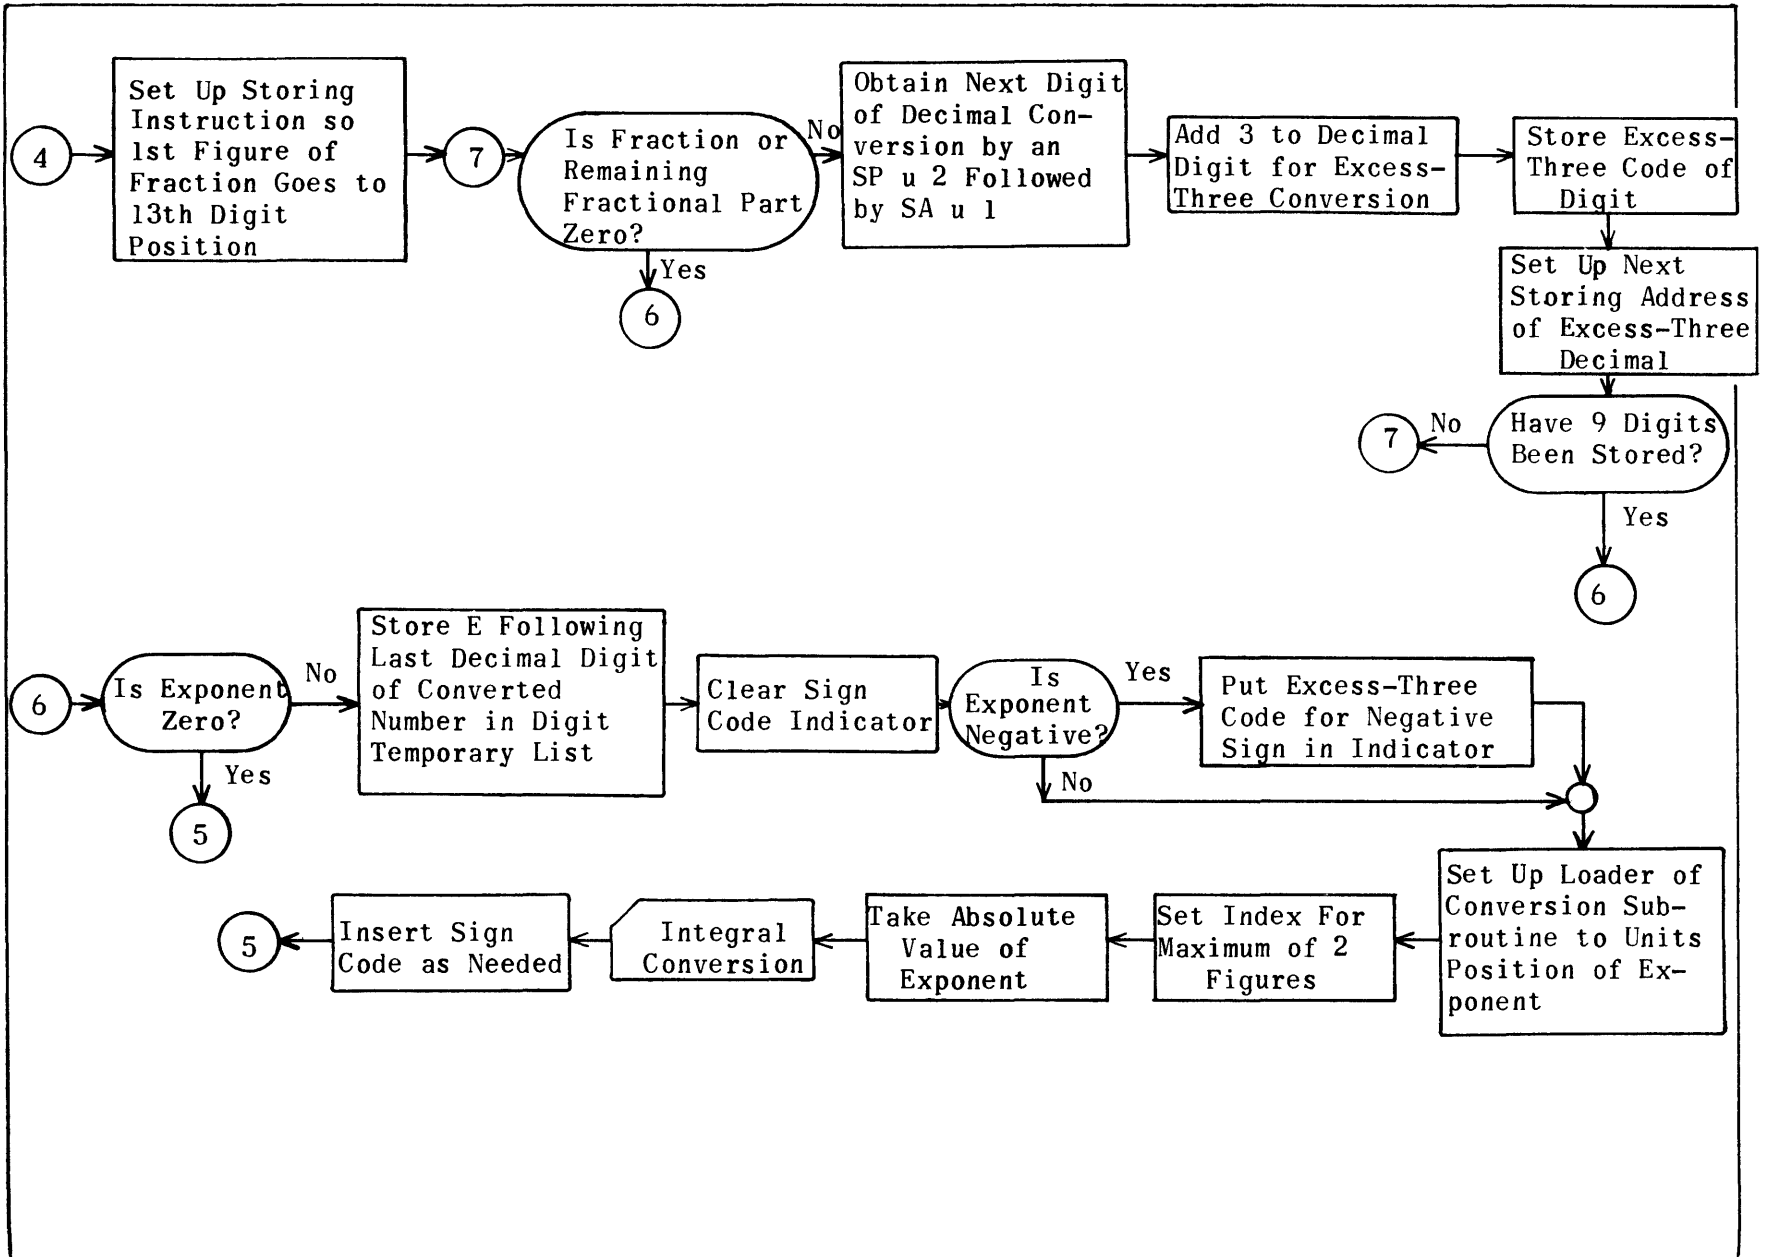 4
Set Up Storing
Instruction so
1st Figure of
Fraction Goes to
13th Digit
Position
7
Is Fraction or
Remaining
Fractional Part
Zero?
No
Yes
6
Obtain Next Digit
of Decimal Con-
version by an
SP u 2 Followed
by SA u 1
Add 3 to Decimal
Digit for Excess-
Three Conversion
Store Excess-
Three Code of
Digit
Set Up Next
Storing Address
of Excess-Three
Decimal
Have 9 Digits
Been Stored?
No
7
Yes
6
6
Is Exponent
Zero?
No
Yes
5
Store E Following
Last Decimal Digit
of Converted
Number in Digit
Temporary List
Clear Sign
Code Indicator
Is
Exponent
Negative?
Yes
No
Put Excess-Three
Code for Negative
Sign in Indicator
Set Up Loader of
Conversion Sub-
routine to Units
Position of Ex-
ponent
Set Index For
Maximum of 2
Figures
Take Absolute
Value of
Exponent
Integral
Conversion
Insert Sign
Code as Needed
5